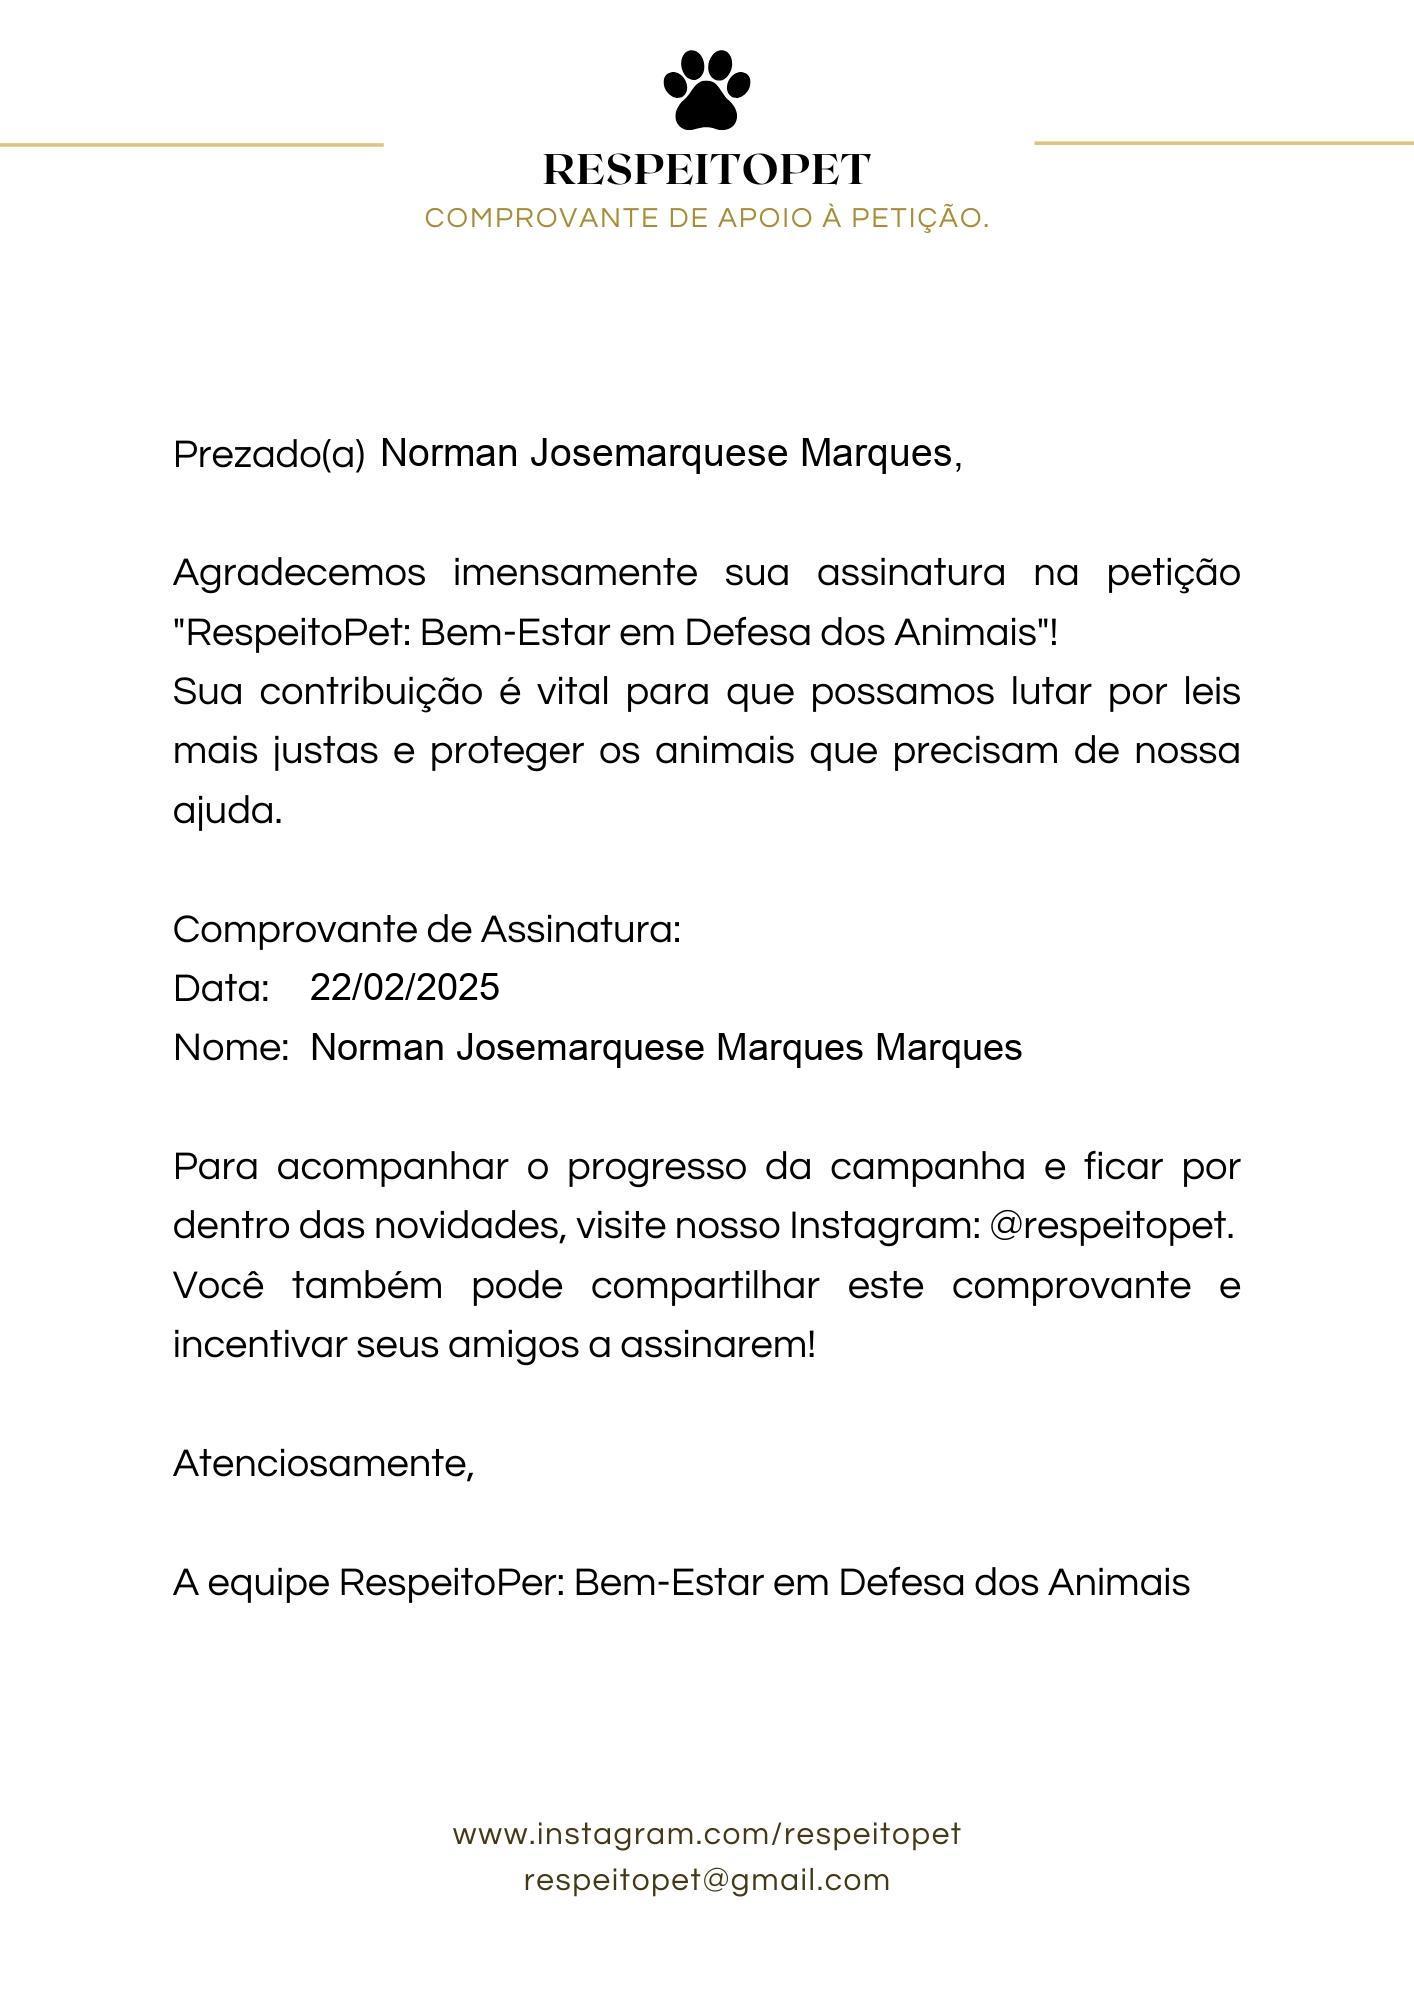 RESPEITOPET
COMPROVANTE DE APOIO À PETIÇÃO.
Prezado(a) Norman Josemarquese Marques,
Agradecemos imensamente sua assinatura na petição
"RespeitoPet: Bem-Estar em Defesa dos Animais"!
Sua contribuição é vital para que possamos lutar por leis
mais justas e proteger os animais que precisam de nossa
ajuda.
Comprovante de Assinatura:
Data: 22/02/2025
Nome: Norman Josemarquese Marques Marques
Para acompanhar o progresso da campanha e ficar por
dentro das novidades, visite nosso Instagram: @respeitopet.
Você também pode compartilhar este comprovante e
incentivar seus amigos a assinarem!
Atenciosamente,
A equipe RespeitoPer: Bem-Estar em Defesa dos Animais
www.instagram.com/respeitopet
respeitopet@gmail.com